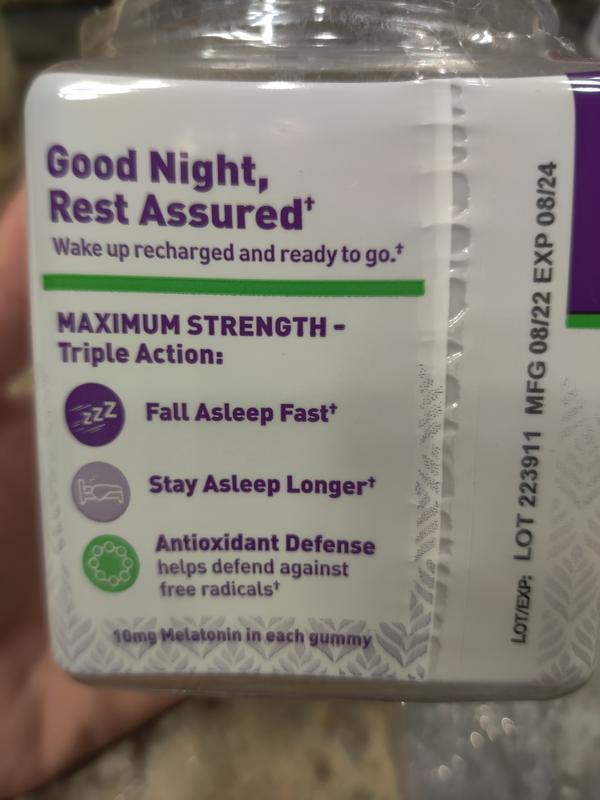 Good Night,
Rest Assured†
Wake up recharged and ready to go.†
MAXIMUM STRENGTH -
Triple Action:
zzZ
Fall Asleep Fast†
Stay Asleep Longer†
Antioxidant Defense
helps defend against
free radicals†
10mg Melatonin in each gummy
LOT/EXP: LOT 223911 MFG 08/22 EXP 08/24